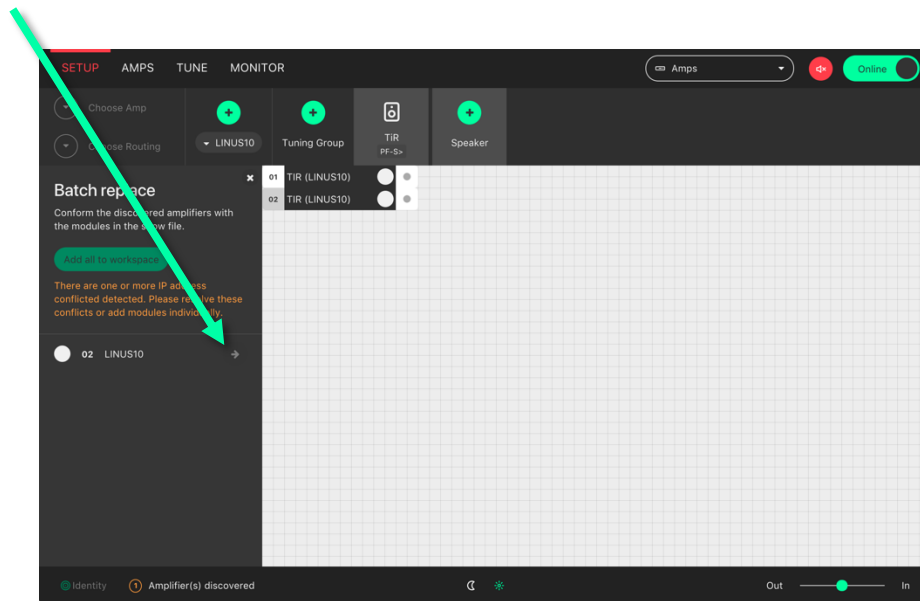 SETUP AMPS TUNE MONITOR
Amps
Online
Choose Amp
Choose Routing
LINUS10
Tuning Group
TiR
PF-S>
Speaker
Batch replace
Conform the discovered amplifiers with
the modules in the show file.
Add all to workspace
There are one or more IP address
conflicted detected. Please resolve these
conflicts or add modules individually.
02 LINUS10
01 TIR (LINUS10)
02 TIR (LINUS10)
Identity
1 Amplifier(s) discovered
Out
In